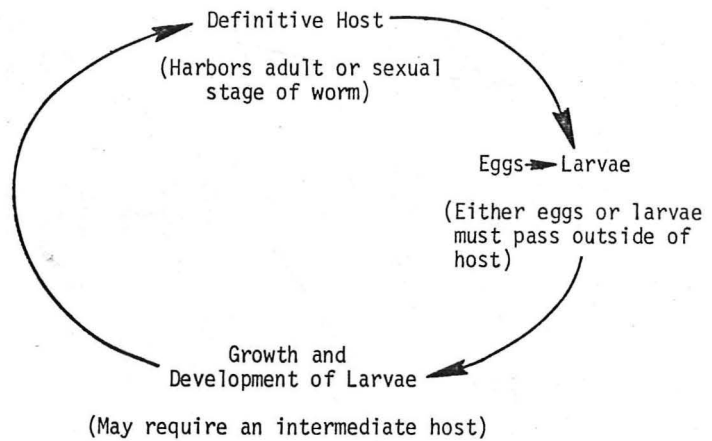 Definitive Host
(Harbors adult or sexual
stage of worm)
Eggs Larvae
(Either eggs or larvae
must pass outside of
host)
Growth and
Development of Larvae
(May require an intermediate host)